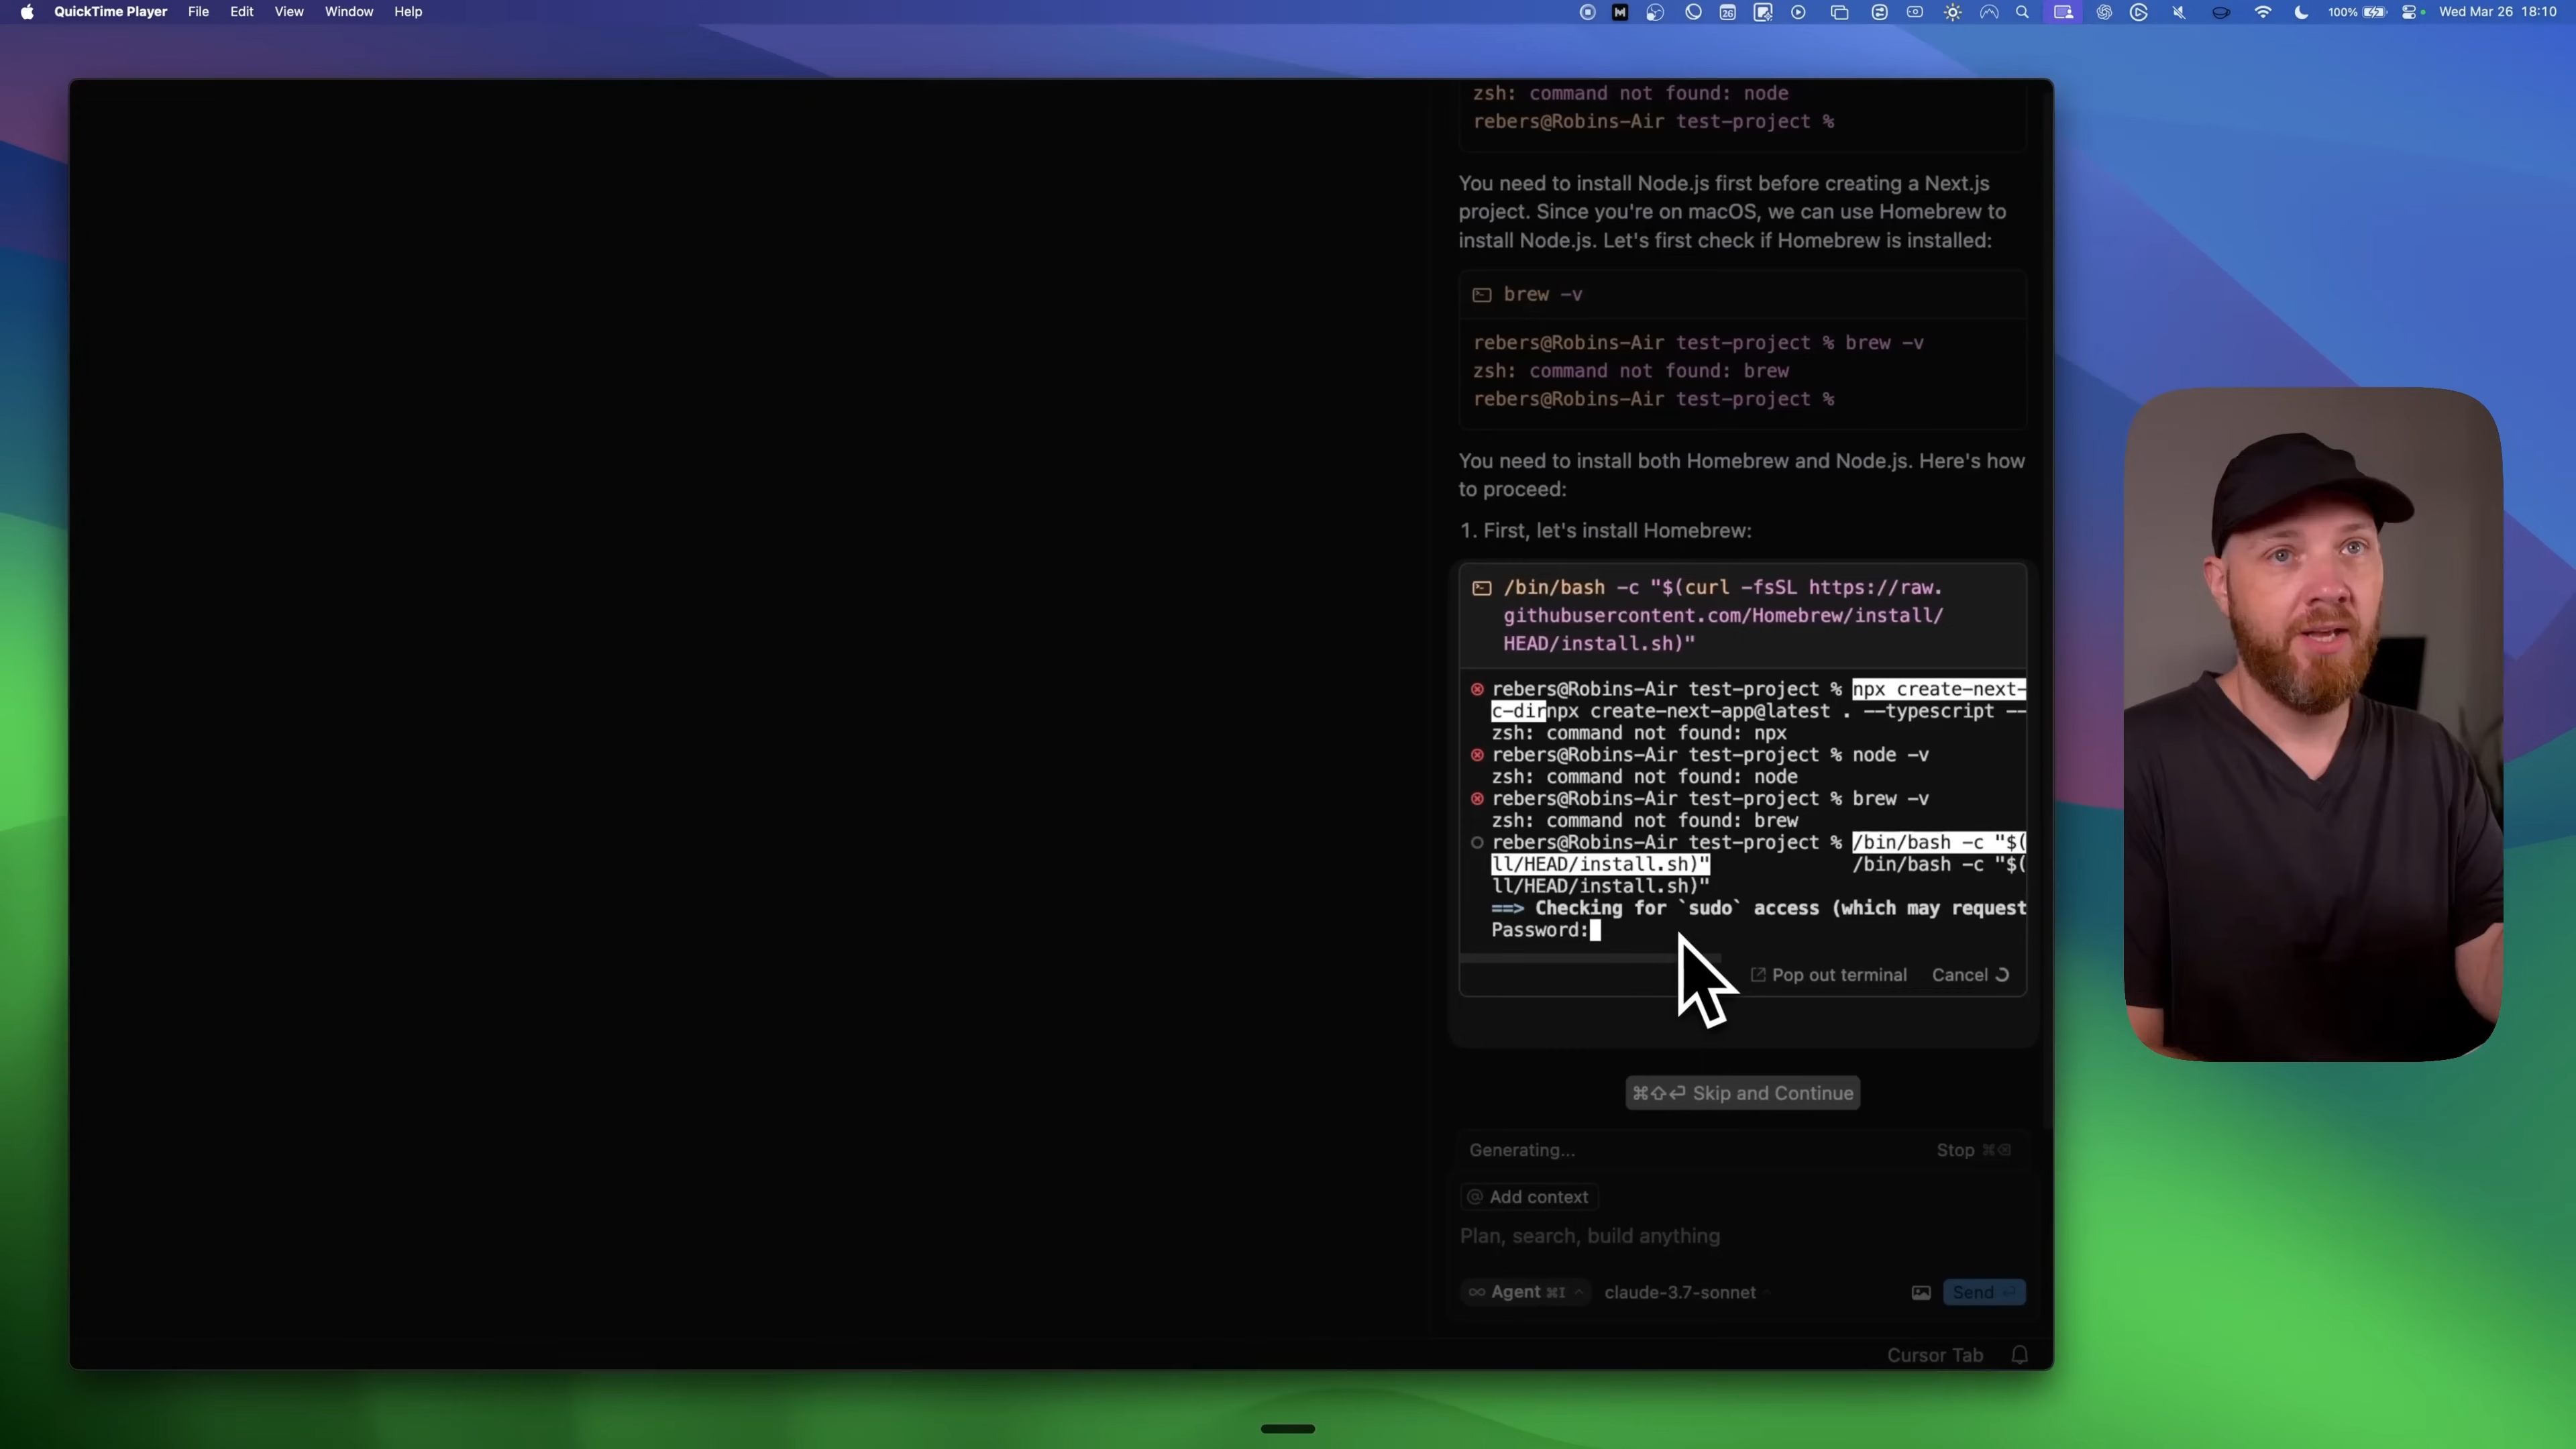 QuickTime Player File Edit View Window Help
26 100% Wed Mar 26 18:10
zsh: command not found: node
rebers@Robins-Air test-project %
You need to install Node.js first before creating a Next.js
project. Since you're on macOS, we can use Homebrew to
install Node.js. Let's first check if Homebrew is installed:
brew -v
rebers@Robins-Air test-project % brew -v
zsh: command not found: brew
rebers@Robins-Air test-project %
You need to install both Homebrew and Node.js. Here's how
to proceed:
1. First, let's install Homebrew:
/bin/bash -c "$(curl -fsSL https://raw.
githubusercontent.com/Homebrew/install/
HEAD/install.sh)"
rebers@Robins-Air test-project % npx create-next-
c-dirnpx create-next-app@latest . --typescript --
zsh: command not found: npx
rebers@Robins-Air test-project % node -v
zsh: command not found: node
rebers@Robins-Air test-project % brew -v
zsh: command not found: brew
rebers@Robins-Air test-project % /bin/bash -c "$(
ll/HEAD/install.sh)" /bin/bash -c "$(
ll/HEAD/install.sh)"
==> Checking for `sudo` access (which may request
Password:
Pop out terminal Cancel
⌘⇧⏎ Skip and Continue
Generating... Stop ⌘⌫
@ Add context
Plan, search, build anything
∞ Agent ⌘I claude-3.7-sonnet Send ⏎
Cursor Tab